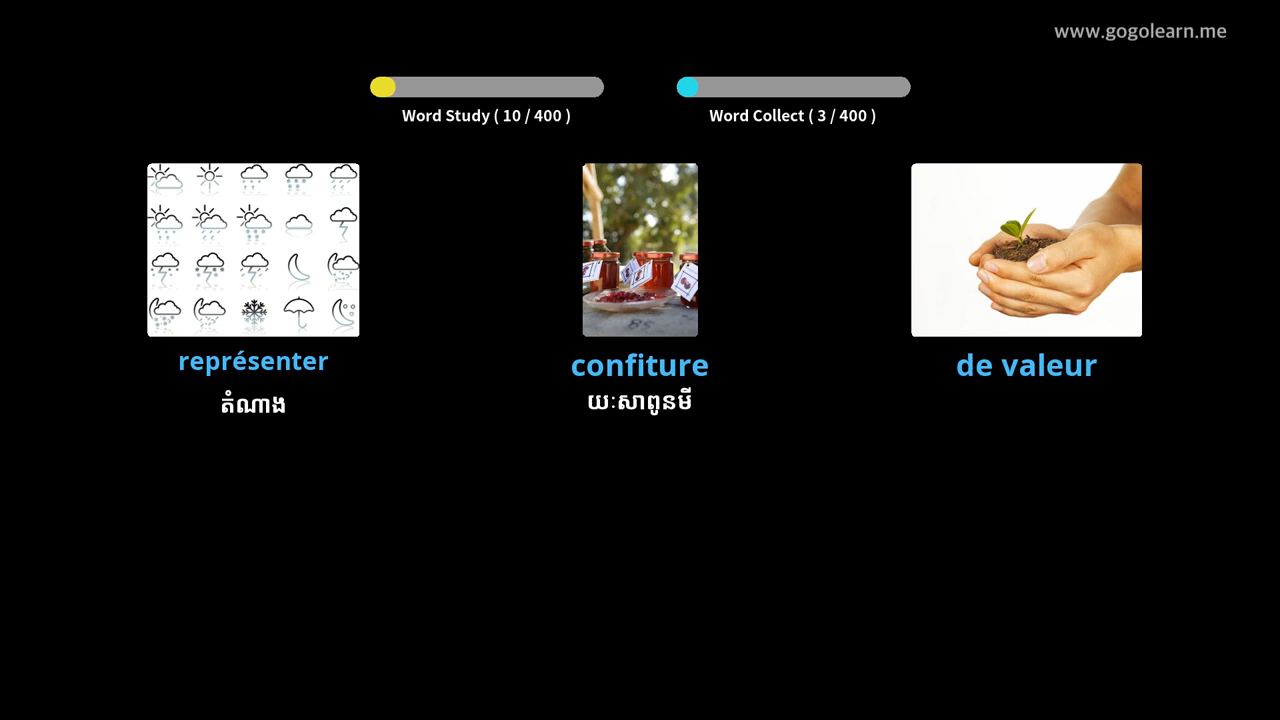 www.gogolearn.me
Word Study ( 10 / 400 )
Word Collect ( 3 / 400 )
représenter
confiture
de valeur
តំណាង
យៈសាពូនមី